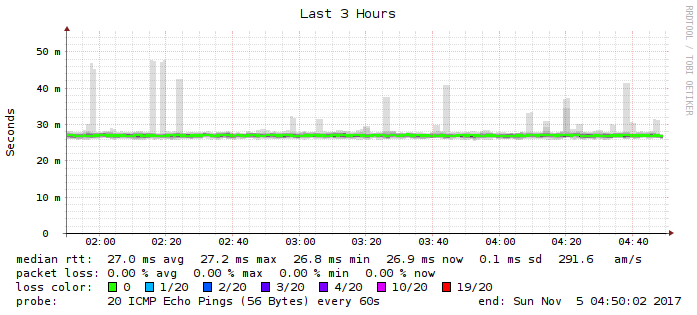 Last 3 Hours
RRDTOOL / TOBI OETIKER
Seconds
50 m
40 m
30 m
20 m
10 m
0
02:00 02:20 02:40 03:00 03:20 03:40 04:00 04:20 04:40
median rtt: 27.0 ms avg 27.2 ms max 26.8 ms min 26.9 ms now 0.1 ms sd 291.6 am/s
packet loss: 0.00 % avg 0.00 % max 0.00 % min 0.00 % now
loss color: 0 1/20 2/20 3/20 4/20 10/20 19/20
probe: 20 ICMP Echo Pings (56 Bytes) every 60s end: Sun Nov 5 04:50:02 2017